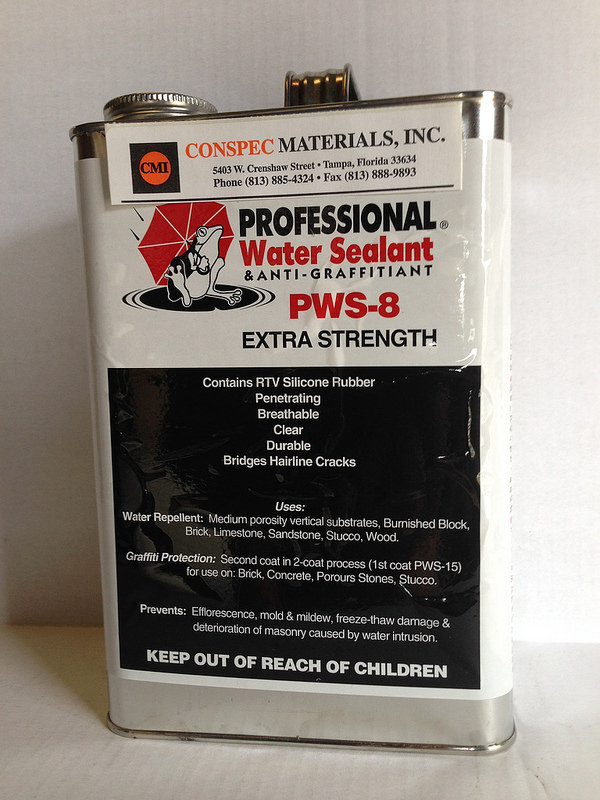 CMI
CONSPEC MATERIALS, INC.
5403 W. Crenshaw Street • Tampa, Florida 33634
Phone (813) 885-4324 • Fax (813) 888-9893
PROFESSIONAL®
Water Sealant
& ANTI-GRAFFITIANT
PWS-8
EXTRA STRENGTH
Contains RTV Silicone Rubber
Penetrating
Breathable
Clear
Durable
Bridges Hairline Cracks
Uses:
Water Repellent: Medium porosity vertical substrates, Burnished Block,
Brick, Limestone, Sandstone, Stucco, Wood.
Graffiti Protection: Second coat in 2-coat process (1st coat PWS-15)
for use on: Brick, Concrete, Porours Stones, Stucco.
Prevents: Efflorescence, mold & mildew, freeze-thaw damage &
deterioration of masonry caused by water intrusion.
KEEP OUT OF REACH OF CHILDREN